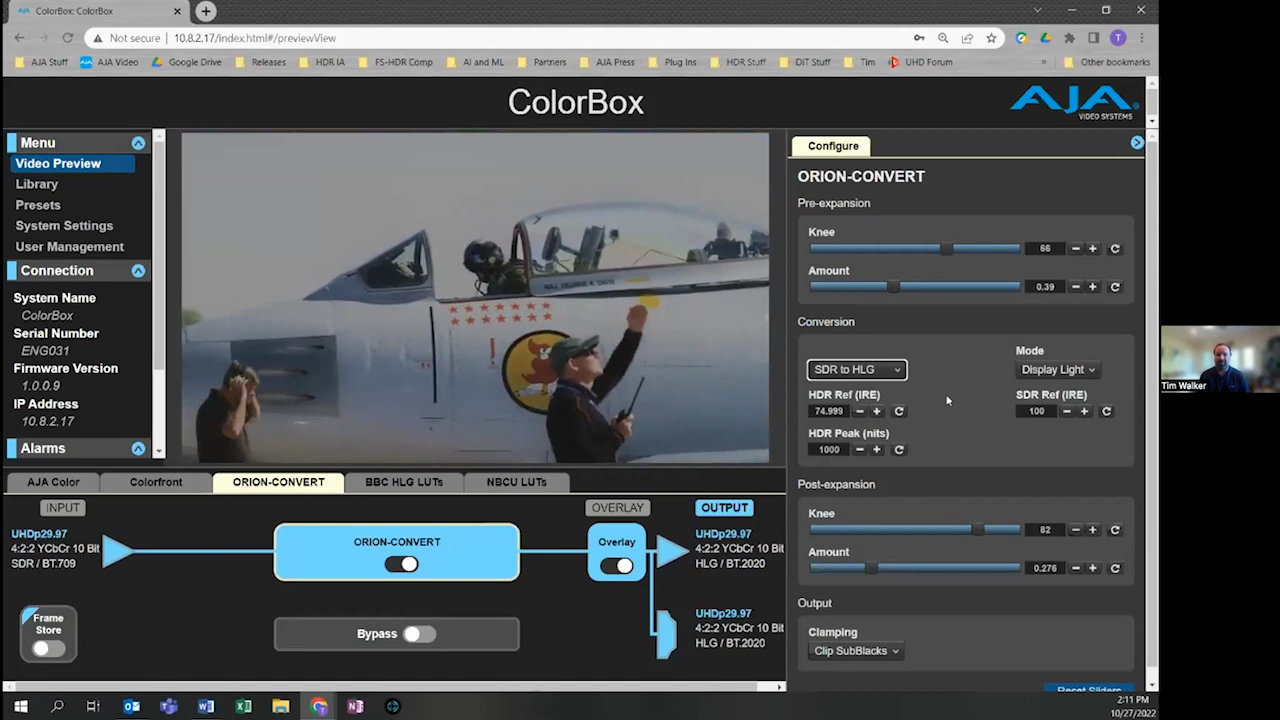 ColorBox: ColorBox
Not secure | 10.8.2.17/index.html#/previewView
T
AJA Stuff AJA Video Google Drive Releases HDR IA FS-HDR Comp AI and ML Partners AJA Press Plug Ins HDR Stuff DIT Stuff Tim UHD Forum » Other bookmarks
ColorBox
AJA
VIDEO SYSTEMS
Menu
Video Preview
Library
Presets
System Settings
User Management
Connection
System Name
ColorBox
Serial Number
ENG031
Firmware Version
1.0.0.9
IP Address
10.8.2.17
Alarms
Configure
ORION-CONVERT
Pre-expansion
Knee
66
Amount
0.39
Conversion
SDR to HLG
Mode
Display Light
HDR Ref (IRE)
74.999
SDR Ref (IRE)
100
HDR Peak (nits)
1000
Post-expansion
Knee
82
Amount
0.276
Output
Clamping
Clip SubBlacks
Reset Sliders
AJA Color Colorfront ORION-CONVERT BBC HLG LUTs NBCU LUTs
INPUT
UHDp29.97
4:2:2 YCbCr 10 Bit
SDR / BT.709
ORION-CONVERT
OVERLAY
Overlay
OUTPUT
UHDp29.97
4:2:2 YCbCr 10 Bit
HLG / BT.2020
Frame
Store
Bypass
UHDp29.97
4:2:2 YCbCr 10 Bit
HLG / BT.2020
Tim Walker
2:11 PM
10/27/2022